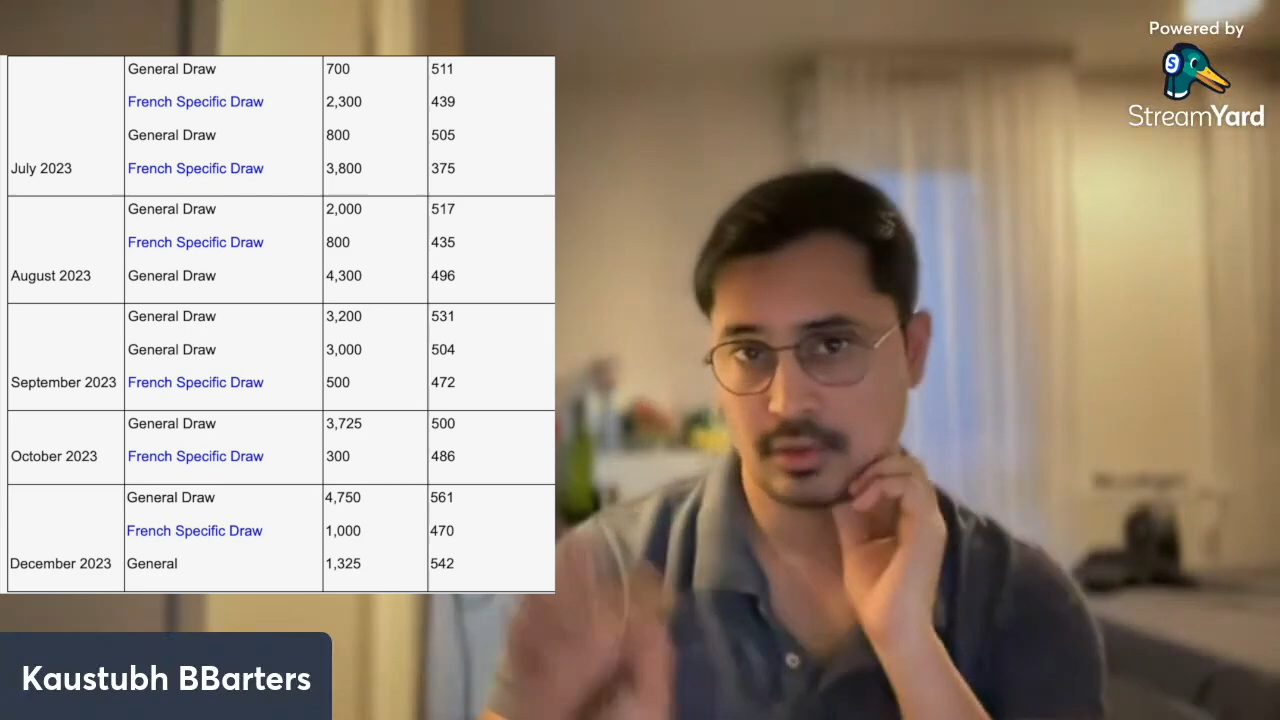 Powered by
StreamYard
General Draw 700 511
French Specific Draw 2,300 439
General Draw 800 505
July 2023 French Specific Draw 3,800 375
General Draw 2,000 517
French Specific Draw 800 435
August 2023 General Draw 4,300 496
General Draw 3,200 531
General Draw 3,000 504
September 2023 French Specific Draw 500 472
General Draw 3,725 500
October 2023 French Specific Draw 300 486
General Draw 4,750 561
French Specific Draw 1,000 470
December 2023 General 1,325 542
Kaustubh BBarters